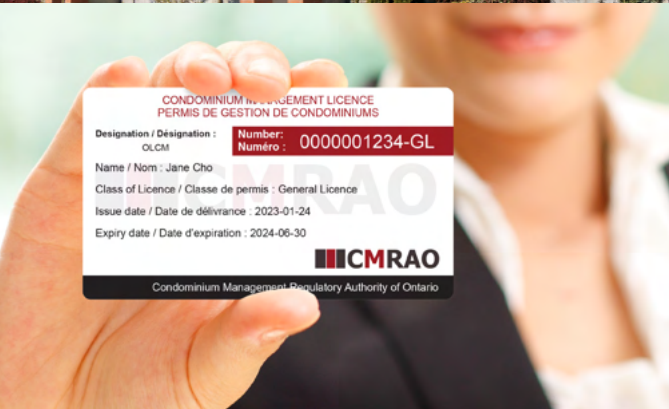 CONDOMINIUM MANAGEMENT LICENCE
PERMIS DE GESTION DE CONDOMINIUMS
Designation / Désignation :
OLCM
Number:
Numéro :
0000001234-GL
Name / Nom : Jane Cho
Class of Licence / Classe de permis : General Licence
Issue date / Date de délivrance : 2023-01-24
Expiry date / Date d'expiration : 2024-06-30
CMRAO
CMRAO
Condominium Management Regulatory Authority of Ontario